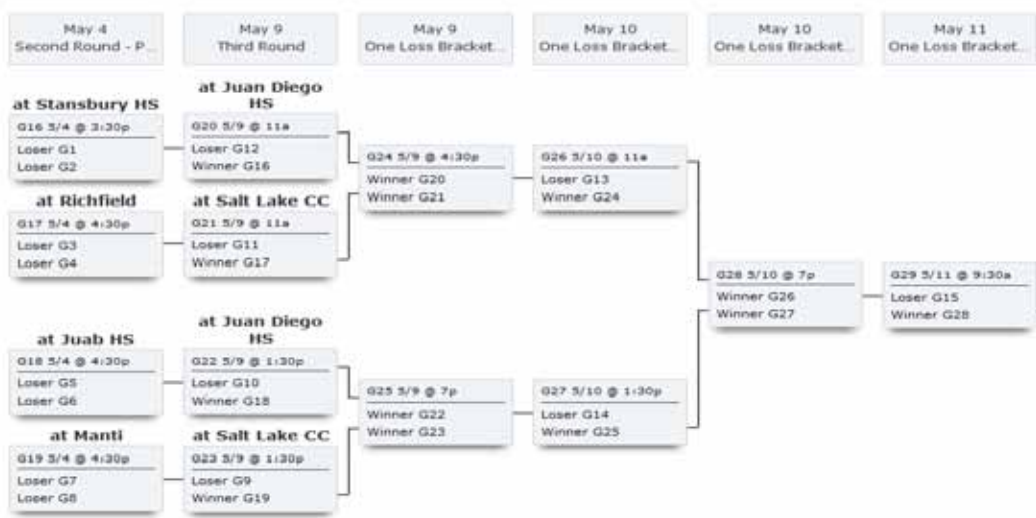 May 4
Second Round - P...
May 9
Third Round
May 9
One Loss Bracket...
May 10
One Loss Bracket...
May 10
One Loss Bracket...
May 11
One Loss Bracket...
at Stansbury HS
G16 5/4 @ 3:30p
Loser G1
Loser G2
at Richfield
G17 5/4 @ 4:30p
Loser G3
Loser G4
at Juab HS
G18 5/4 @ 4:30p
Loser G5
Loser G6
at Manti
G19 5/4 @ 4:30p
Loser G7
Loser G8
at Juan Diego
HS
G20 5/9 @ 11a
Loser G12
Winner G16
at Salt Lake CC
G21 5/9 @ 11a
Loser G11
Winner G17
at Juan Diego
HS
G22 5/9 @ 1:30p
Loser G10
Winner G18
at Salt Lake CC
G23 5/9 @ 1:30p
Loser G9
Winner G19
G24 5/9 @ 4:30p
Winner G20
Winner G21
G25 5/9 @ 7p
Winner G22
Winner G23
G26 5/10 @ 11a
Loser G13
Winner G24
G27 5/10 @ 1:30p
Loser G14
Winner G25
G28 5/10 @ 7p
Winner G26
Winner G27
G29 5/11 @ 9:30a
Loser G15
Winner G28